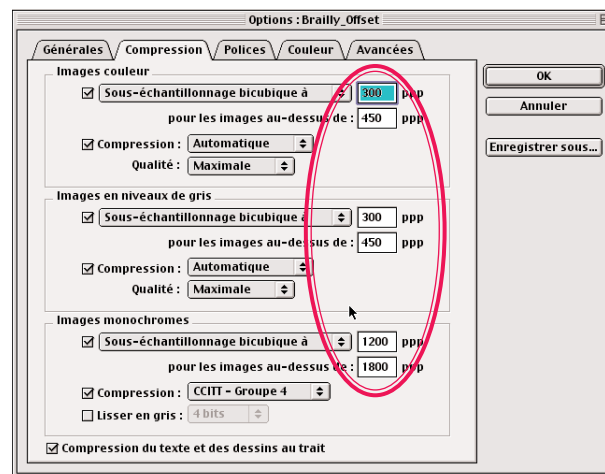 Options : Brailly_Offset
Générales Compression Polices Couleur Avancées
Images couleur
Sous-échantillonnage bicubique à 300 ppp
pour les images au-dessus de : 450 ppp
Compression : Automatique
Qualité : Maximale
Images en niveaux de gris
Sous-échantillonnage bicubique à 300 ppp
pour les images au-dessus de : 450 ppp
Compression : Automatique
Qualité : Maximale
Images monochromes
Sous-échantillonnage bicubique à 1200 ppp
pour les images au-dessus de : 1800 ppp
Compression : CCITT - Groupe 4
Lisser en gris : 4 bits
Compression du texte et des dessins au trait
OK
Annuler
Enregistrer sous...